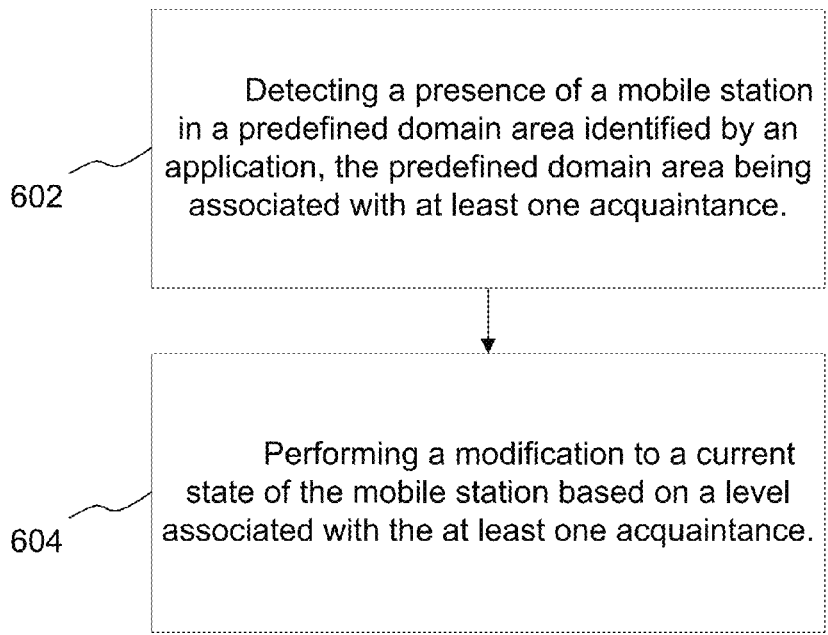 Detecting a presence of a mobile station
in a predefined domain area identified by an
application, the predefined domain area being
associated with at least one acquaintance.
602
Performing a modification to a current
state of the mobile station based on a level
associated with the at least one acquaintance.
604